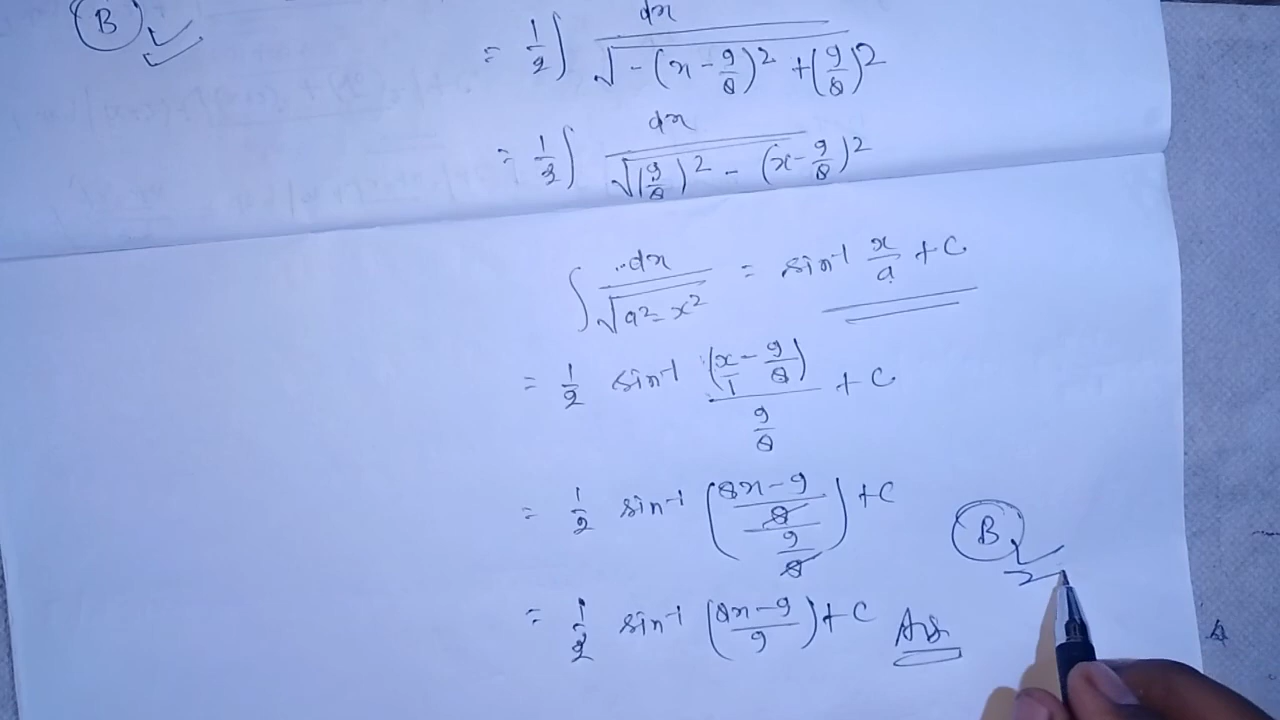 B
= 1/2 ∫ dx / √(-(x - 9/8)² + (9/8)²)
= 1/2 ∫ dx / √((9/8)² - (x - 9/8)²)
∫ dx / √(a² - x²) = sin⁻¹ x/a + C
= 1/2 sin⁻¹ (x/1 - 9/8) / (9/8) + C
= 1/2 sin⁻¹ (((8x - 9)/8) / (9/8)) + C
B
= 1/2 sin⁻¹ ((8x - 9)/9) + C Ans